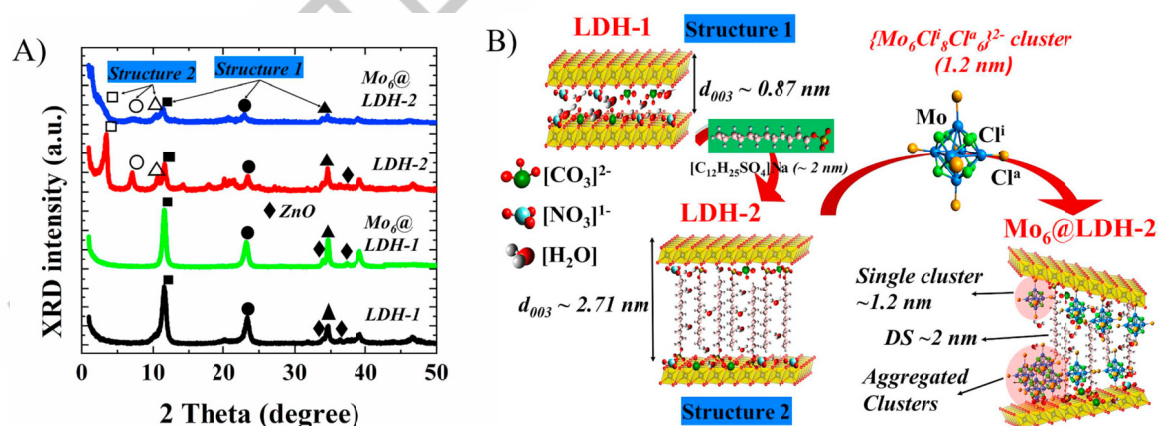 A)
XRD intensity (a.u.)
2 Theta (degree)
0 10 20 30 40 50
Structure 2
Structure 1
Mo₆@
LDH-2
LDH-2
ZnO
Mo₆@
LDH-1
LDH-1
B)
LDH-1
Structure 1
d₀₀₃ ~ 0.87 nm
[C₁₂H₂₅SO₄]Na (~ 2 nm)
[CO₃]²⁻
[NO₃]¹⁻
[H₂O]
LDH-2
d₀₀₃ ~ 2.71 nm
Structure 2
{Mo₆Clⁱ₈Clᵃ₆}²⁻ cluster
(1.2 nm)
Mo
Clⁱ
Clᵃ
Mo₆@LDH-2
Single cluster
~1.2 nm
DS ~2 nm
Aggregated
Clusters